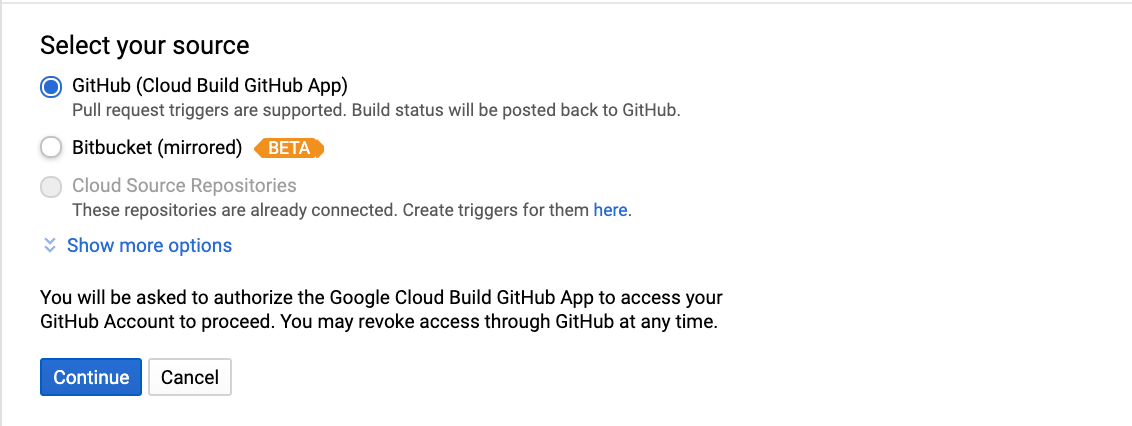 Select your source
GitHub (Cloud Build GitHub App)
Pull request triggers are supported. Build status will be posted back to GitHub.
Bitbucket (mirrored) BETA
Cloud Source Repositories
These repositories are already connected. Create triggers for them here.
Show more options
You will be asked to authorize the Google Cloud Build GitHub App to access your
GitHub Account to proceed. You may revoke access through GitHub at any time.
Continue Cancel